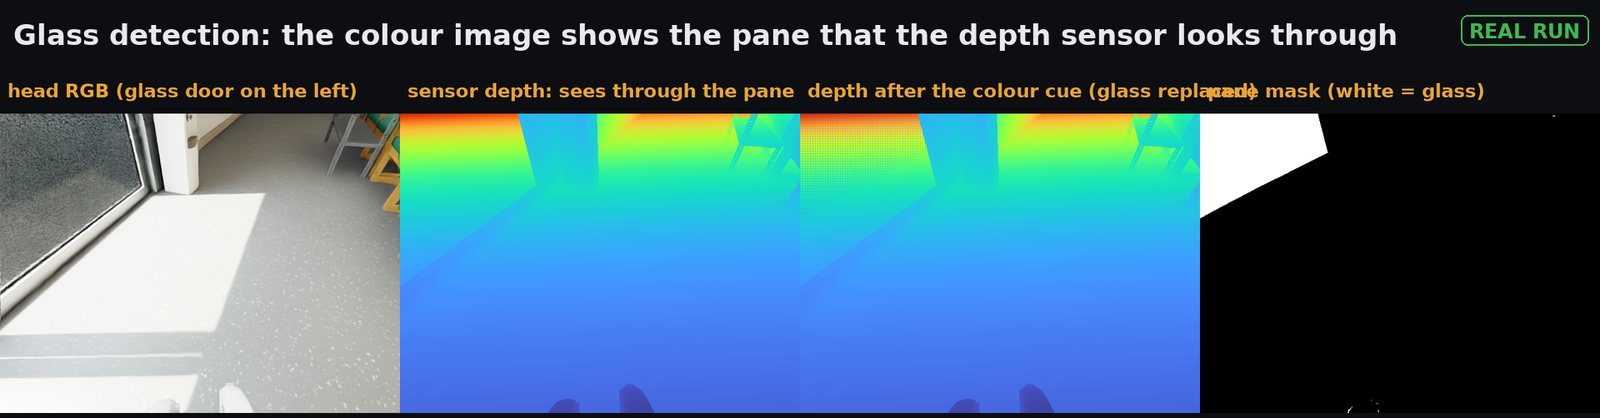 Glass detection: the colour image shows the pane that the depth sensor looks through
REAL RUN
head RGB (glass door on the left)
sensor depth: sees through the pane
depth after the colour cue (glass replaced)
pane mask (white = glass)